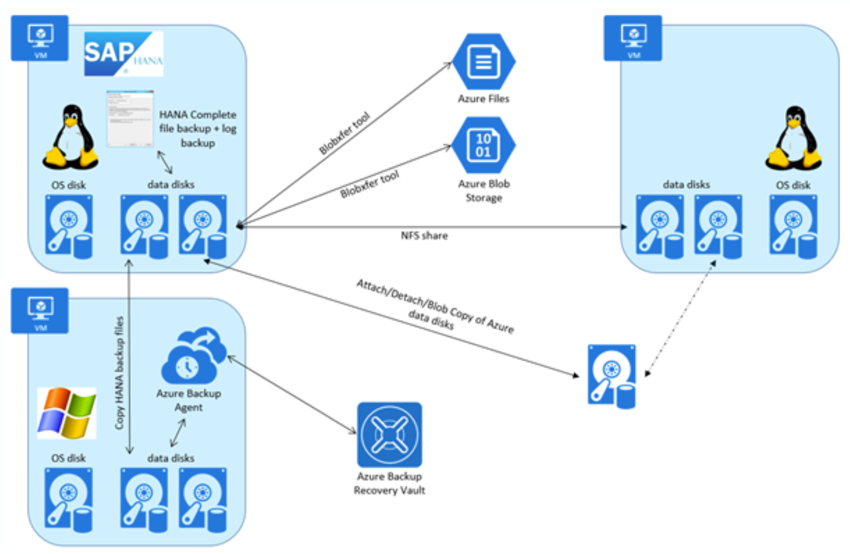 VM
SAP HANA
HANA Complete
file backup + log
backup
OS disk
data disks
Blobxfer tool
Blobxfer tool
Azure Files
10
01
Azure Blob
Storage
NFS share
VM
data disks
OS disk
Attach/Detach/Blob Copy of Azure
data disks
VM
Copy HANA backup files
Azure Backup
Agent
OS disk
data disks
Azure Backup
Recovery Vault